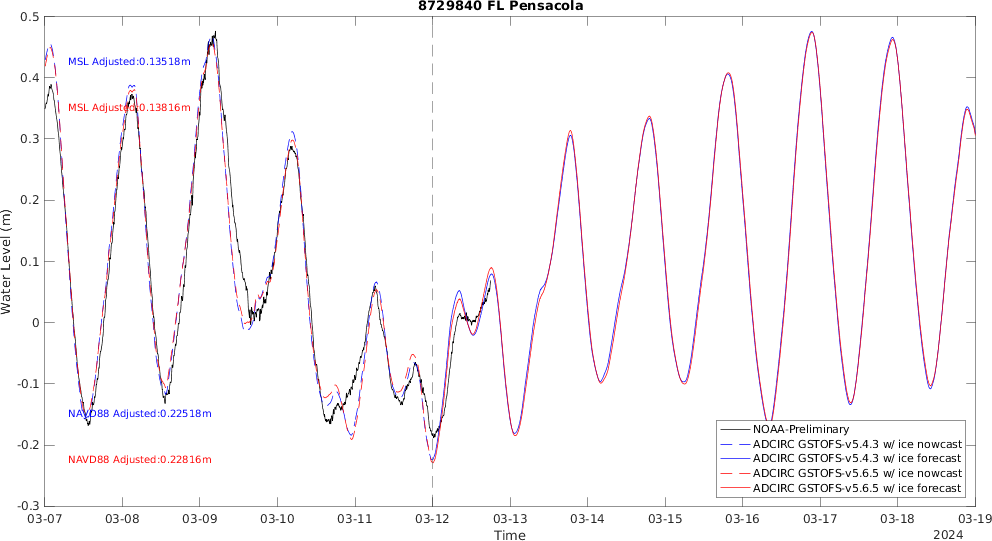 8729840 FL Pensacola
0.5
0.4
0.3
0.2
0.1
0
-0.1
-0.2
-0.3
Water Level (m)
MSL Adjusted:0.13518m
MSL Adjusted:0.13816m
NAVD88 Adjusted:0.22518m
NAVD88 Adjusted:0.22816m
NOAA-Preliminary
ADCIRC GSTOFS-v5.4.3 w/ ice nowcast
ADCIRC GSTOFS-v5.4.3 w/ ice forecast
ADCIRC GSTOFS-v5.6.5 w/ ice nowcast
ADCIRC GSTOFS-v5.6.5 w/ ice forecast
03-07 03-08 03-09 03-10 03-11 03-12 03-13 03-14 03-15 03-16 03-17 03-18 03-19
Time
2024